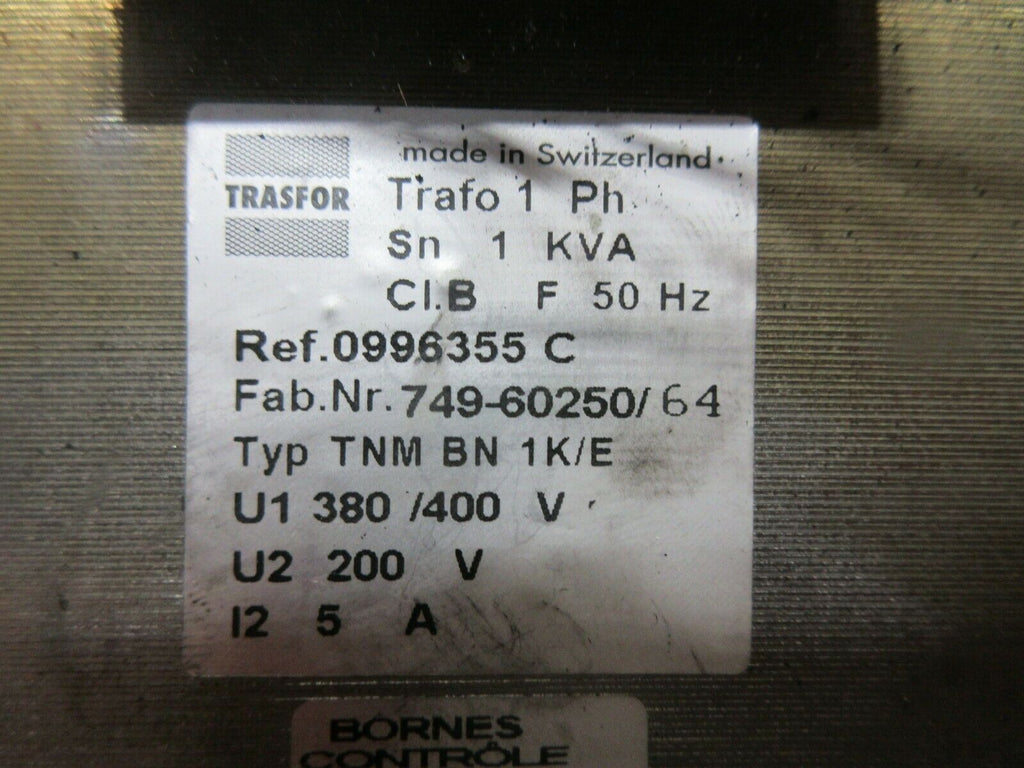 made in Switzerland
TRASFOR
Trafo 1 Ph
Sn 1 KVA
Cl.B F 50 Hz
Ref.0996355 C
Fab.Nr.749-60250/64
Typ TNM BN 1K/E
U1 380 /400 V
U2 200 V
I2 5 A
BORNES
CONTRÔLE